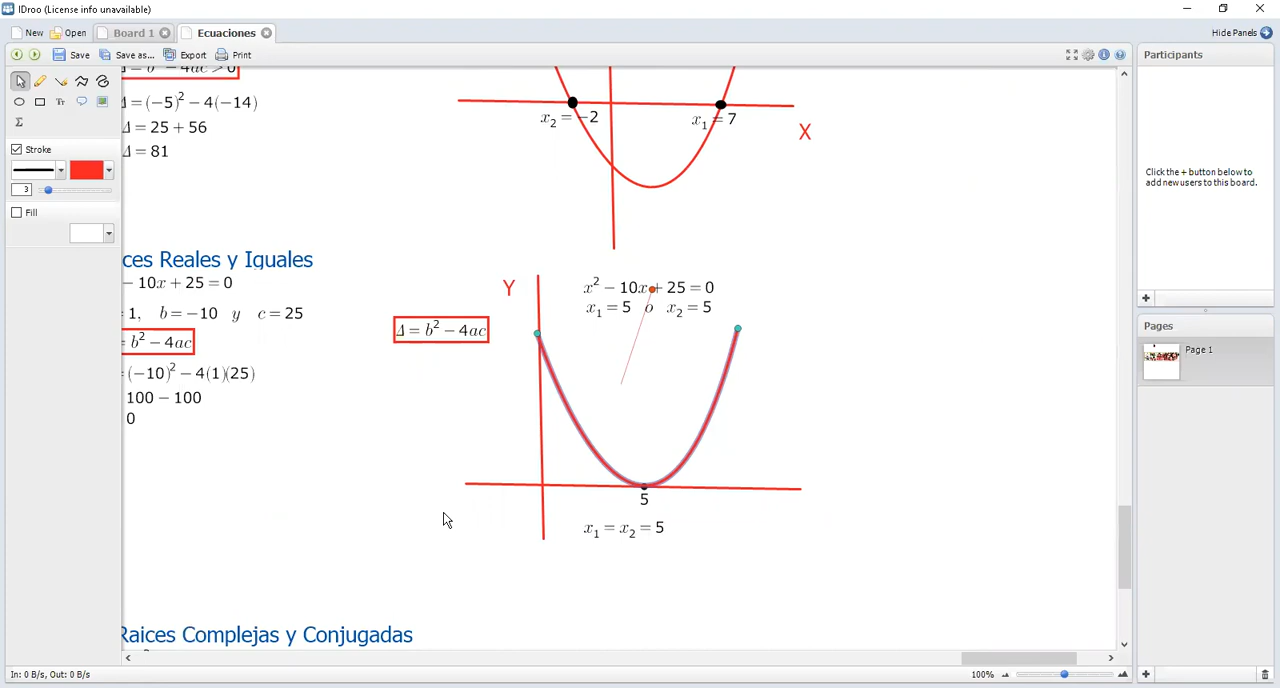 IDroo (License info unavailable)
New Open Board 1 Ecuaciones Hide Panels
Save Save as... Export Print
Participants
Click the + button below to
add new users to this board.
Pages
Page 1
Tr
Σ
Stroke
3
Fill
− 4ac > 0
Δ = (−5)² − 4(−14)
Δ = 25 + 56
Δ = 81
x₂ = −2
x₁ = 7
X
ces Reales y Iguales
− 10x + 25 = 0
= 1, b = −10 y c = 25
= b² − 4ac
= (−10)² − 4(1)(25)
100 − 100
0
Δ = b² − 4ac
Y
x² − 10x + 25 = 0
x₁ = 5 o x₂ = 5
5
x₁ = x₂ = 5
Raices Complejas y Conjugadas
In: 0 B/s, Out: 0 B/s
100%